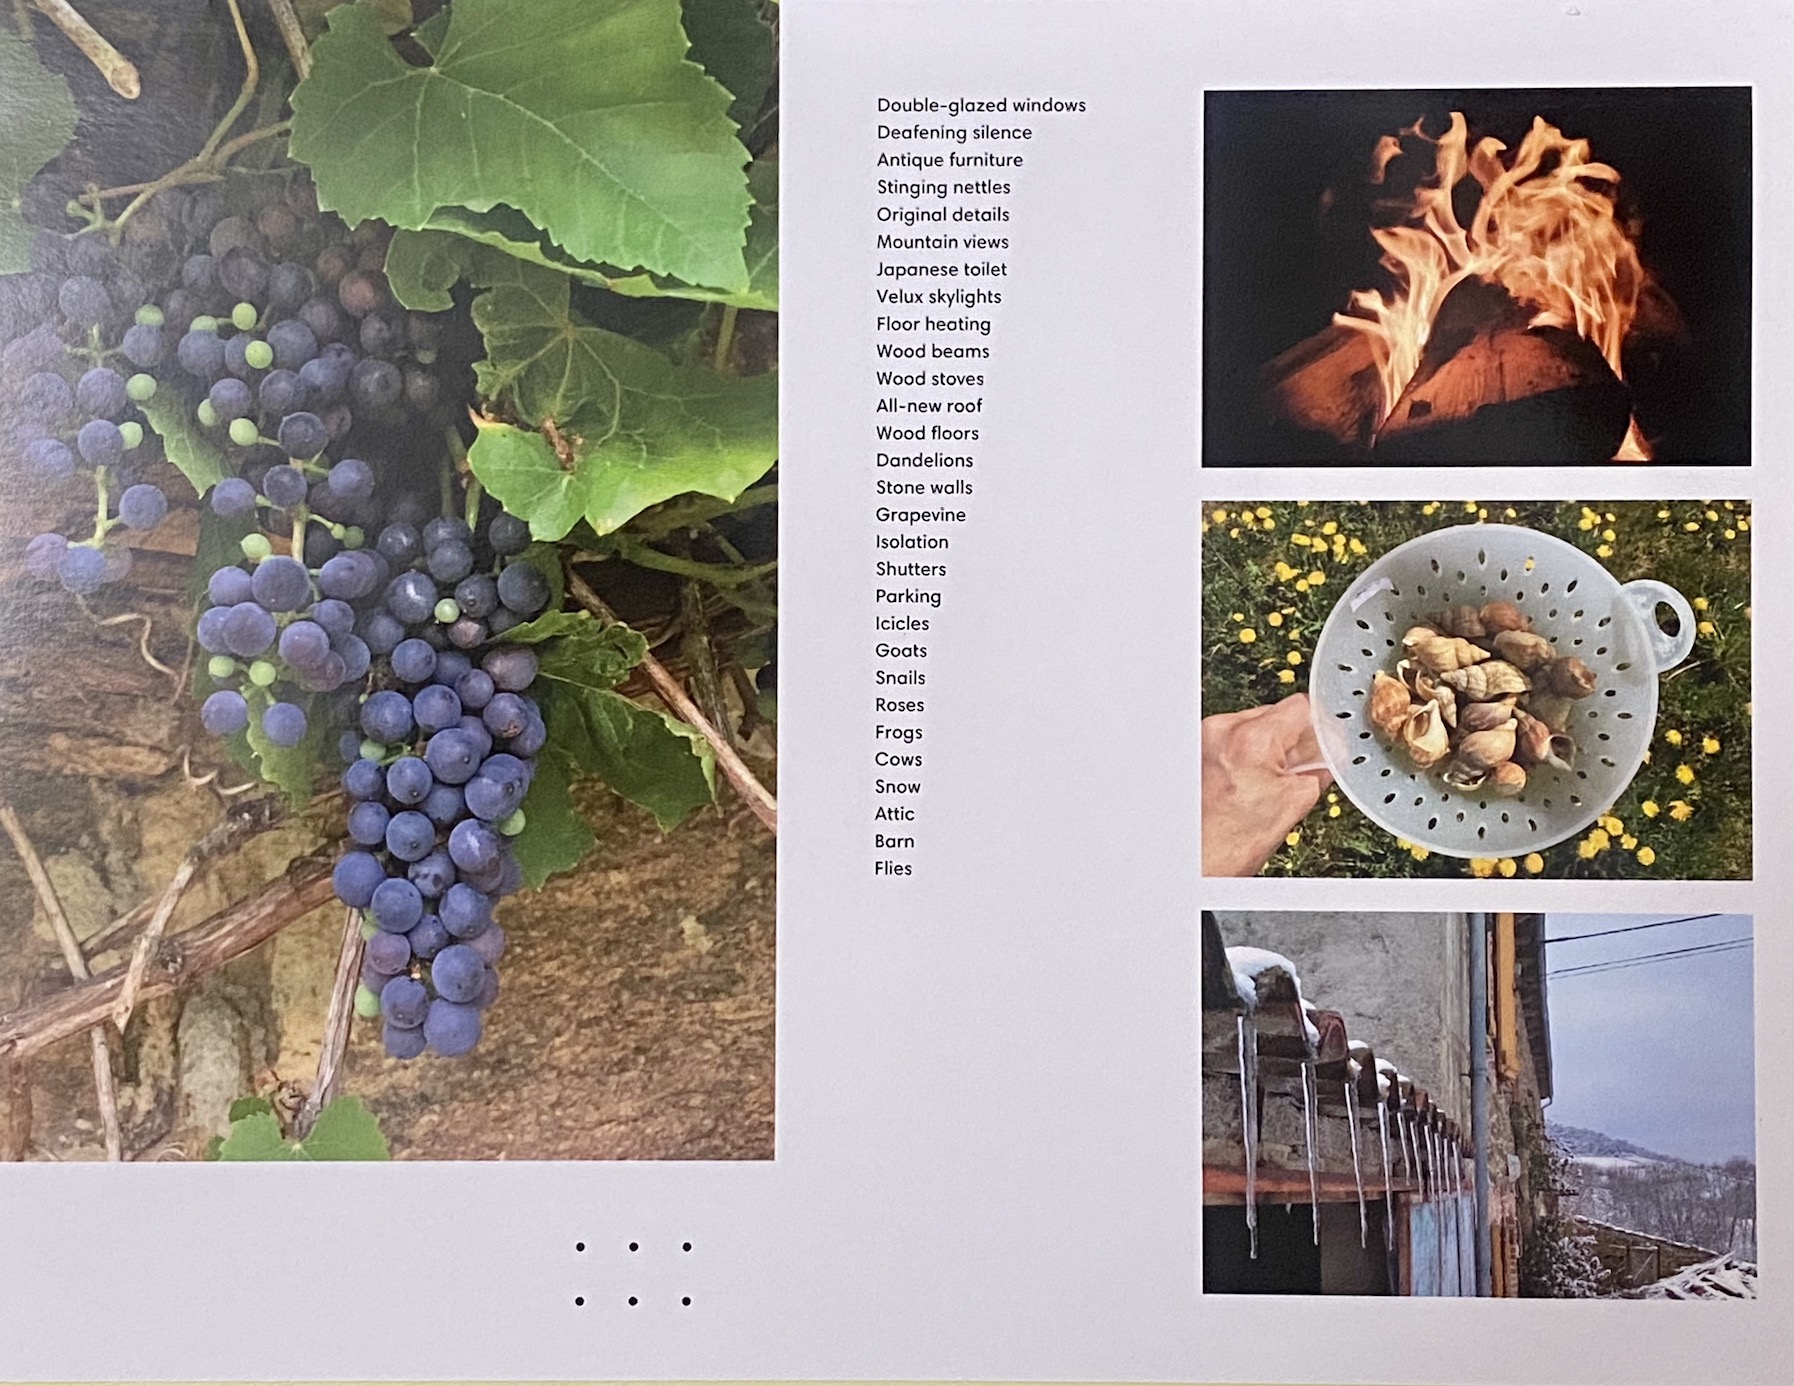 Double-glazed windows
Deafening silence
Antique furniture
Stinging nettles
Original details
Mountain views
Japanese toilet
Velux skylights
Floor heating
Wood beams
Wood stoves
All-new roof
Wood floors
Dandelions
Stone walls
Grapevine
Isolation
Shutters
Parking
Icicles
Goats
Snails
Roses
Frogs
Cows
Snow
Attic
Barn
Flies